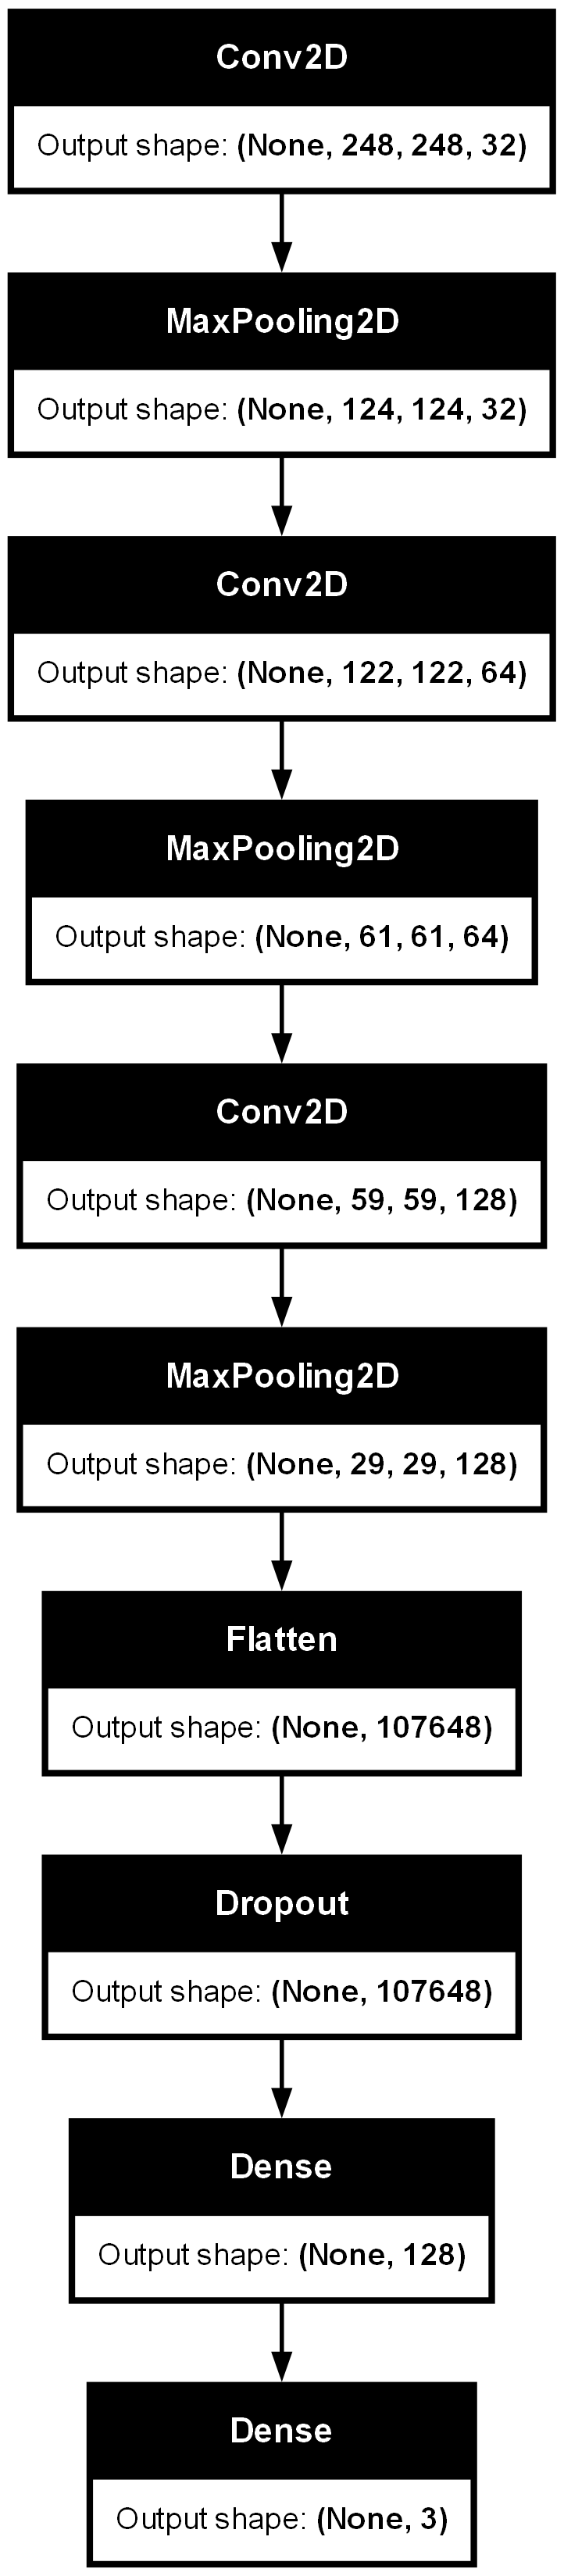 Conv2D
Output shape: (None, 248, 248, 32)
MaxPooling2D
Output shape: (None, 124, 124, 32)
Conv2D
Output shape: (None, 122, 122, 64)
MaxPooling2D
Output shape: (None, 61, 61, 64)
Conv2D
Output shape: (None, 59, 59, 128)
MaxPooling2D
Output shape: (None, 29, 29, 128)
Flatten
Output shape: (None, 107648)
Dropout
Output shape: (None, 107648)
Dense
Output shape: (None, 128)
Dense
Output shape: (None, 3)